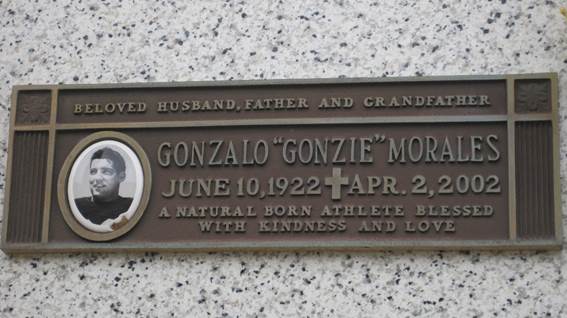 BELOVED HUSBAND, FATHER AND GRANDFATHER
GONZALO "GONZIE" MORALES
JUNE 10, 1922 ✝ APR. 2, 2002
A NATURAL BORN ATHLETE BLESSED
WITH KINDNESS AND LOVE